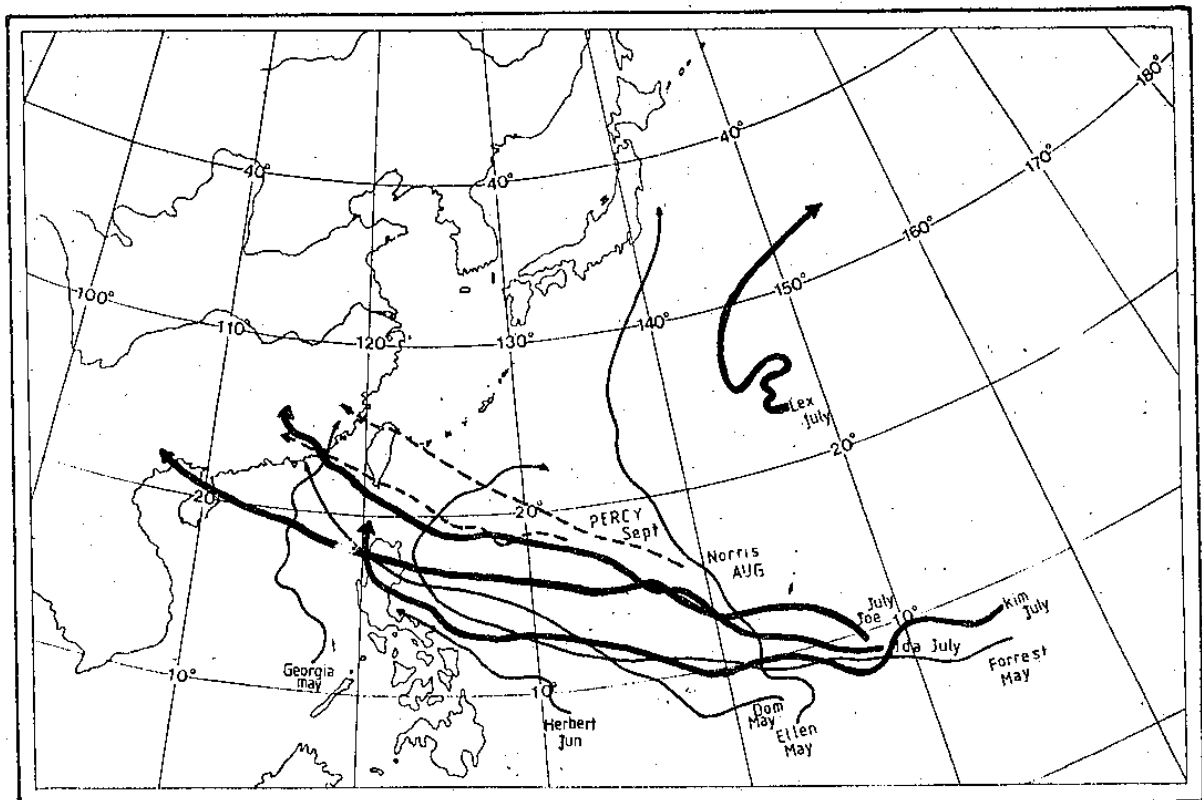 180°
40°
170°
40°
40°
160°
150°
100°
140°
110°
120°
130°
Lex
July
20°
20°
20°
PERCY
Sept
Norris
AUG
July
Joe
10°
Kim
July
Ida July
Forrest
May
Georgia
may
10°
10°
Dom
May
Herbert
Jun
Ellen
May